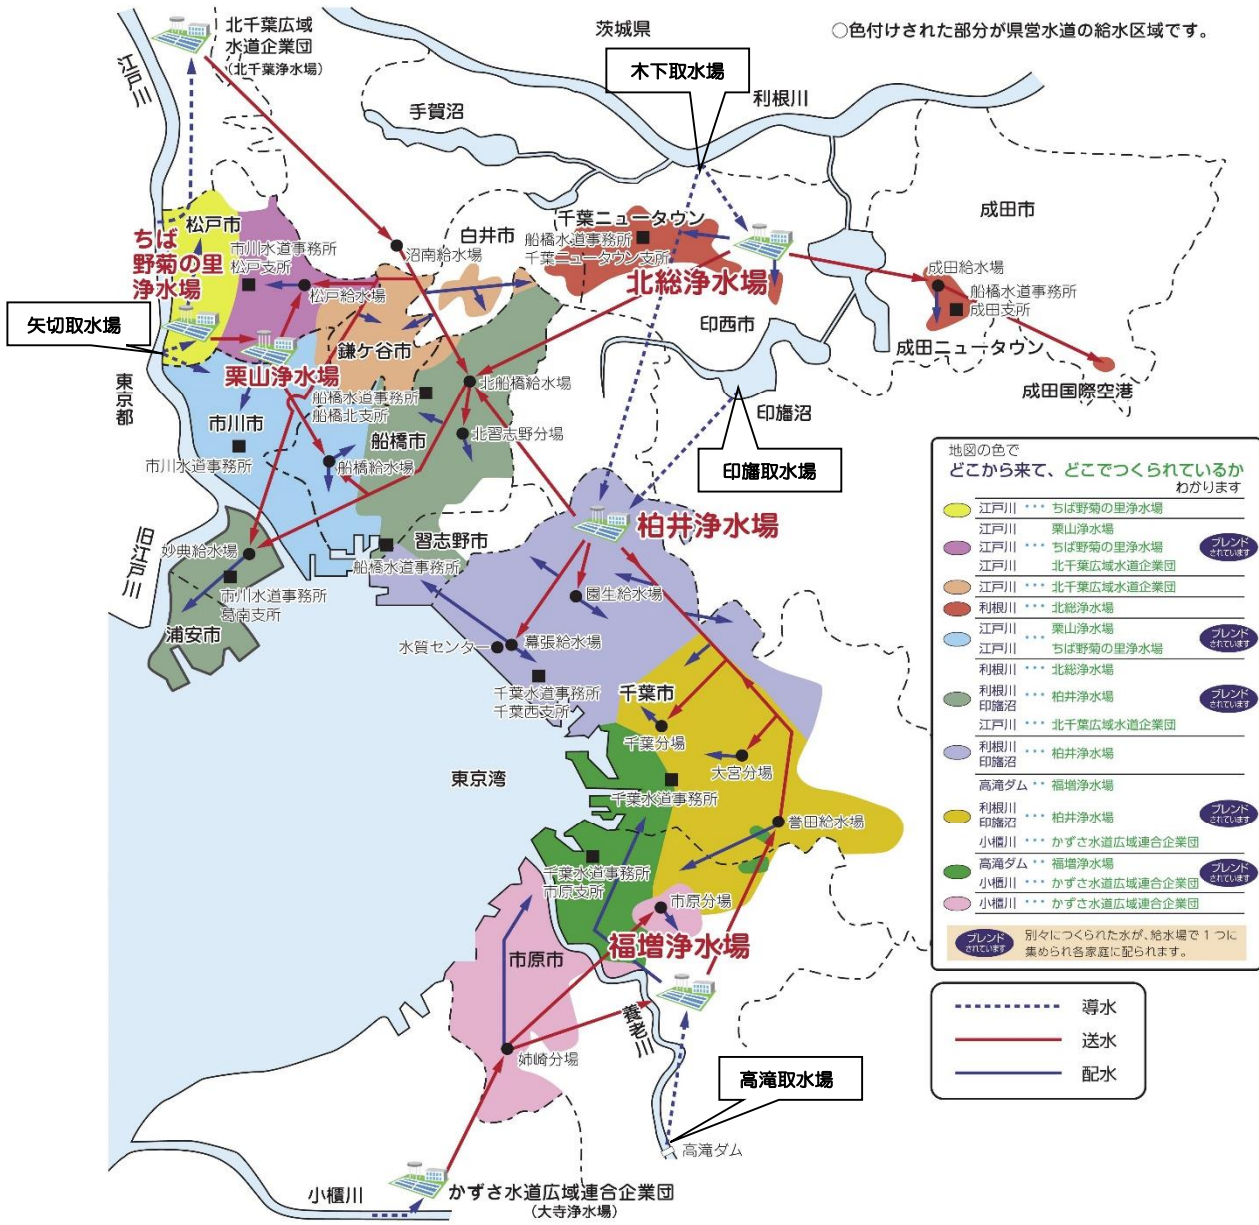 北千葉広域
水道企業団
(北千葉浄水場)
茨城県
○色付けされた部分が県営水道の給水区域です。
江戸川
木下取水場
利根川
手賀沼
成田市
松戸市
ちば
野菊の里
浄水場
市川水道事務所
松戸支所
松戸給水場
沼南給水場
白井市
千葉ニュータウン
船橋水道事務所
千葉ニュータウン支所
北総浄水場
成田給水場
船橋水道事務所
成田支所
成田ニュータウン
成田国際空港
印西市
印旛沼
印旛取水場
矢切取水場
東京都
栗山浄水場
鎌ケ谷市
船橋水道事務所
船橋北支所
北船橋給水場
市川市
市川水道事務所
船橋市
北習志野分場
船橋給水場
柏井浄水場
旧江戸川
妙典給水場
習志野市
船橋水道事務所
市川水道事務所
葛南支所
浦安市
園生給水場
水質センター
幕張給水場
千葉水道事務所
千葉西支所
千葉市
千葉分場
大宮分場
東京湾
千葉水道事務所
誉田給水場
千葉水道事務所
市原支所
市原分場
福増浄水場
市原市
養老川
姉崎分場
高滝取水場
高滝ダム
小櫃川
かずさ水道広域連合企業団
(大寺浄水場)
地図の色で
どこから来て、どこでつくられているか
わかります
江戸川 ・・・ ちば野菊の里浄水場
江戸川 栗山浄水場
江戸川 ・・・ ちば野菊の里浄水場 ブレンドされています
江戸川 北千葉広域水道企業団
江戸川 ・・・ 北千葉広域水道企業団
利根川 ・・・ 北総浄水場
江戸川 ・・・ 栗山浄水場
江戸川 ・・・ ちば野菊の里浄水場 ブレンドされています
利根川 ・・・ 北総浄水場
利根川
印旛沼 ・・・ 柏井浄水場 ブレンドされています
江戸川 ・・・ 北千葉広域水道企業団
利根川
印旛沼 ・・・ 柏井浄水場
高滝ダム ・・ 福増浄水場
利根川
印旛沼 ・・・ 柏井浄水場 ブレンドされています
小櫃川 ・・・ かずさ水道広域連合企業団
高滝ダム ・・ 福増浄水場 ブレンドされています
小櫃川 ・・・ かずさ水道広域連合企業団
小櫃川 ・・・ かずさ水道広域連合企業団
ブレンドされています 別々につくられた水が、給水場で1つに
集められ各家庭に配られます。
導水
送水
配水